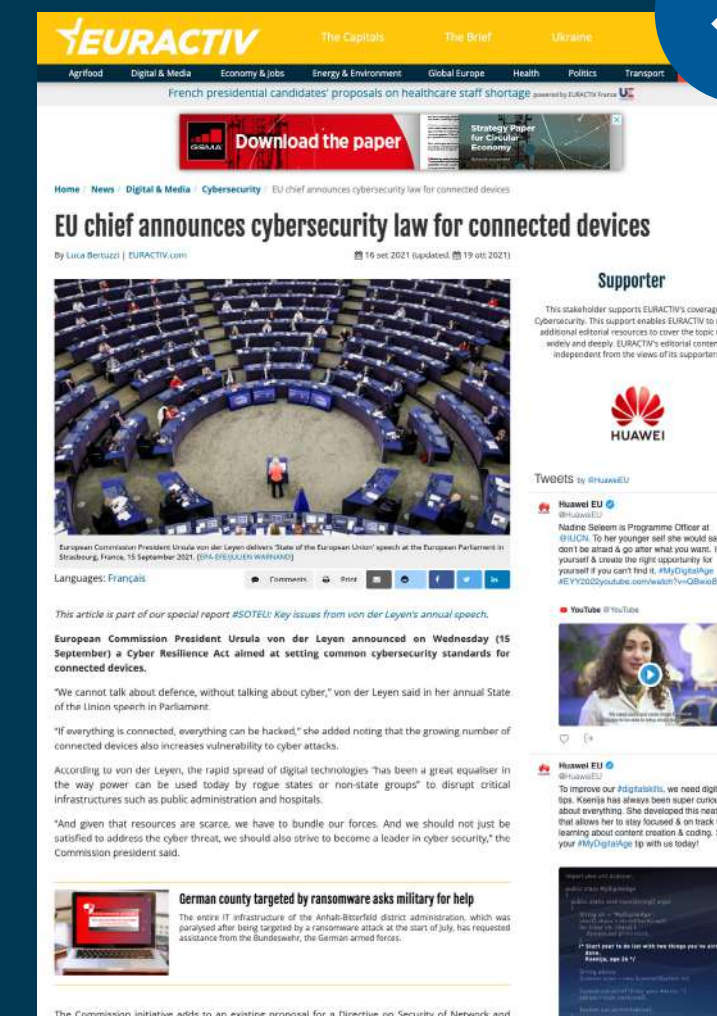 EURACTIV
The Capitals The Brief Ukraine
Agrifood Digital & Media Economy & Jobs Energy & Environment Global Europe Health Politics Transport
French presidential candidates' proposals on healthcare staff shortage powered by EURACTIV France
GSMA Download the paper
Strategy Paper
for Circular
Economy
Home / News / Digital & Media / Cybersecurity / EU chief announces cybersecurity law for connected devices
EU chief announces cybersecurity law for connected devices
By Luca Bertuzzi | EURACTIV.com 16 set 2021 (updated: 19 ott 2021)
European Commission President Ursula von der Leyen delivers 'State of the European Union' speech at the European Parliament in
Strasbourg, France, 15 September 2021. [EPA-EFE/JULIEN WARNAND]
Languages: Français
Comments Print
This article is part of our special report #SOTEU: Key issues from von der Leyen's annual speech.
European Commission President Ursula von der Leyen announced on Wednesday (15
September) a Cyber Resilience Act aimed at setting common cybersecurity standards for
connected devices.
"We cannot talk about defence, without talking about cyber," von der Leyen said in her annual State
of the Union speech in Parliament.
"If everything is connected, everything can be hacked," she added noting that the growing number of
connected devices also increases vulnerability to cyber attacks.
According to von der Leyen, the rapid spread of digital technologies "has been a great equaliser in
the way power can be used today by rogue states or non-state groups" to disrupt critical
infrastructures such as public administration and hospitals.
"And given that resources are scarce, we have to bundle our forces. And we should not just be
satisfied to address the cyber threat, we should also strive to become a leader in cyber security," the
Commission president said.
German county targeted by ransomware asks military for help
The entire IT infrastructure of the Anhalt-Bitterfeld district administration, which was
paralysed after being targeted by a ransomware attack at the start of July, has requested
assistance from the Bundeswehr, the German armed forces.
The Commission initiative adds to an existing proposal for a Directive on Security of Network and
Supporter
This stakeholder supports EURACTIV's coverage
Cybersecurity. This support enables EURACTIV to
additional editorial resources to cover the topic
widely and deeply. EURACTIV's editorial conten
independent from the views of its supporter
HUAWEI
Tweets by @HuaweiEU
Huawei EU
@HuaweiEU
Nadine Seleem is Programme Officer at
@IUCN. To her younger self she would sa
don't be afraid & go after what you want.
yourself & create the right opportunity for
yourself if you can't find it. #MyDigitalAge
YouTube @YouTube
Huawei EU
@HuaweiEU
To improve our #digitalskills, we need digit
tips. Ksenija has always been super curiou
about everything. She developed this neat
that allows her to stay focused & on track
learning about content creation & coding.
your #MyDigitalAge tip with us today!
/* Start your to do list with two things you've alre
done.
Ksenija, age 26 */